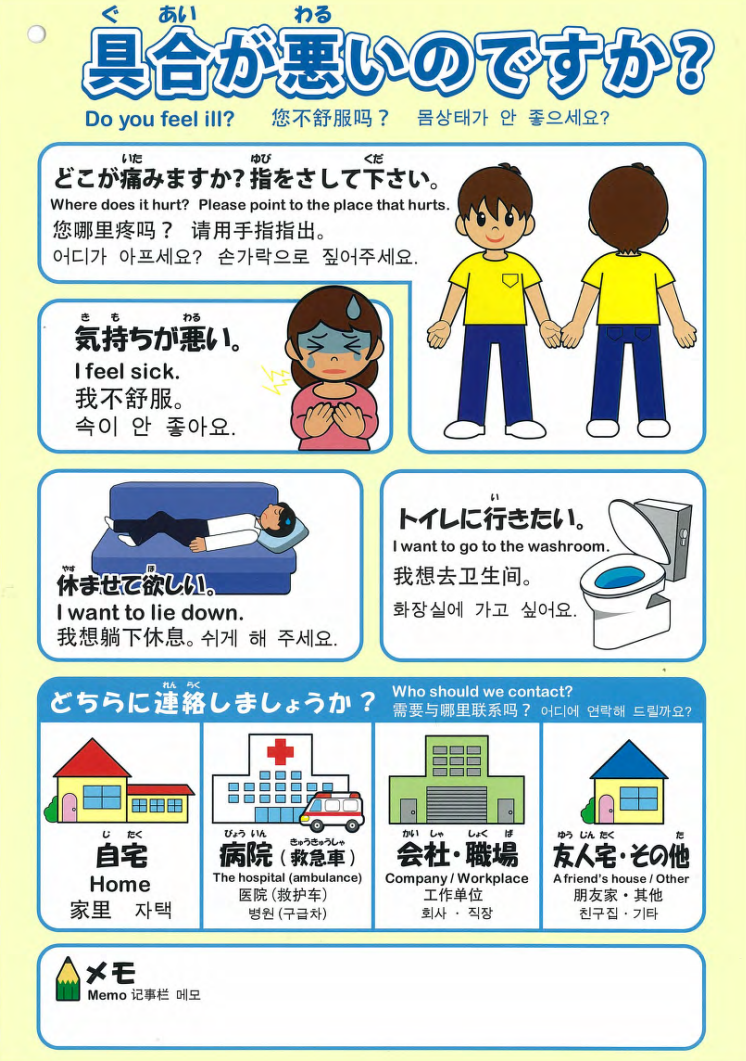 ぐ あい わる
具合が悪いのですか?
Do you feel ill? 您不舒服吗？ 몸상태가 안 좋으세요?
いた ゆび くだ
どこが痛みますか？指をさして下さい。
Where does it hurt? Please point to the place that hurts.
您哪里疼吗？ 请用手指指出。
어디가 아프세요? 손가락으로 짚어주세요.
き も わる
気持ちが悪い。
I feel sick.
我不舒服。
속이 안 좋아요.
やす ほ
休ませて欲しい。
I want to lie down.
我想躺下休息。쉬게 해 주세요.
い
トイレに行きたい。
I want to go to the washroom.
我想去卫生间。
화장실에 가고 싶어요.
れん らく
どちらに連絡しましょうか？
Who should we contact?
需要与哪里联系吗？ 어디에 연락해 드릴까요?
じ たく
自宅
Home
家里 자택
びょう いん きゅうきゅうしゃ
病院（救急車）
The hospital (ambulance)
医院（救护车）
병원 (구급차)
かい しゃ しょく ば
会社・職場
Company / Workplace
工作单位
회사 · 직장
ゆう じん たく た
友人宅・その他
A friend's house / Other
朋友家・其他
친구집 · 기타
メモ
Memo 记事栏 메모